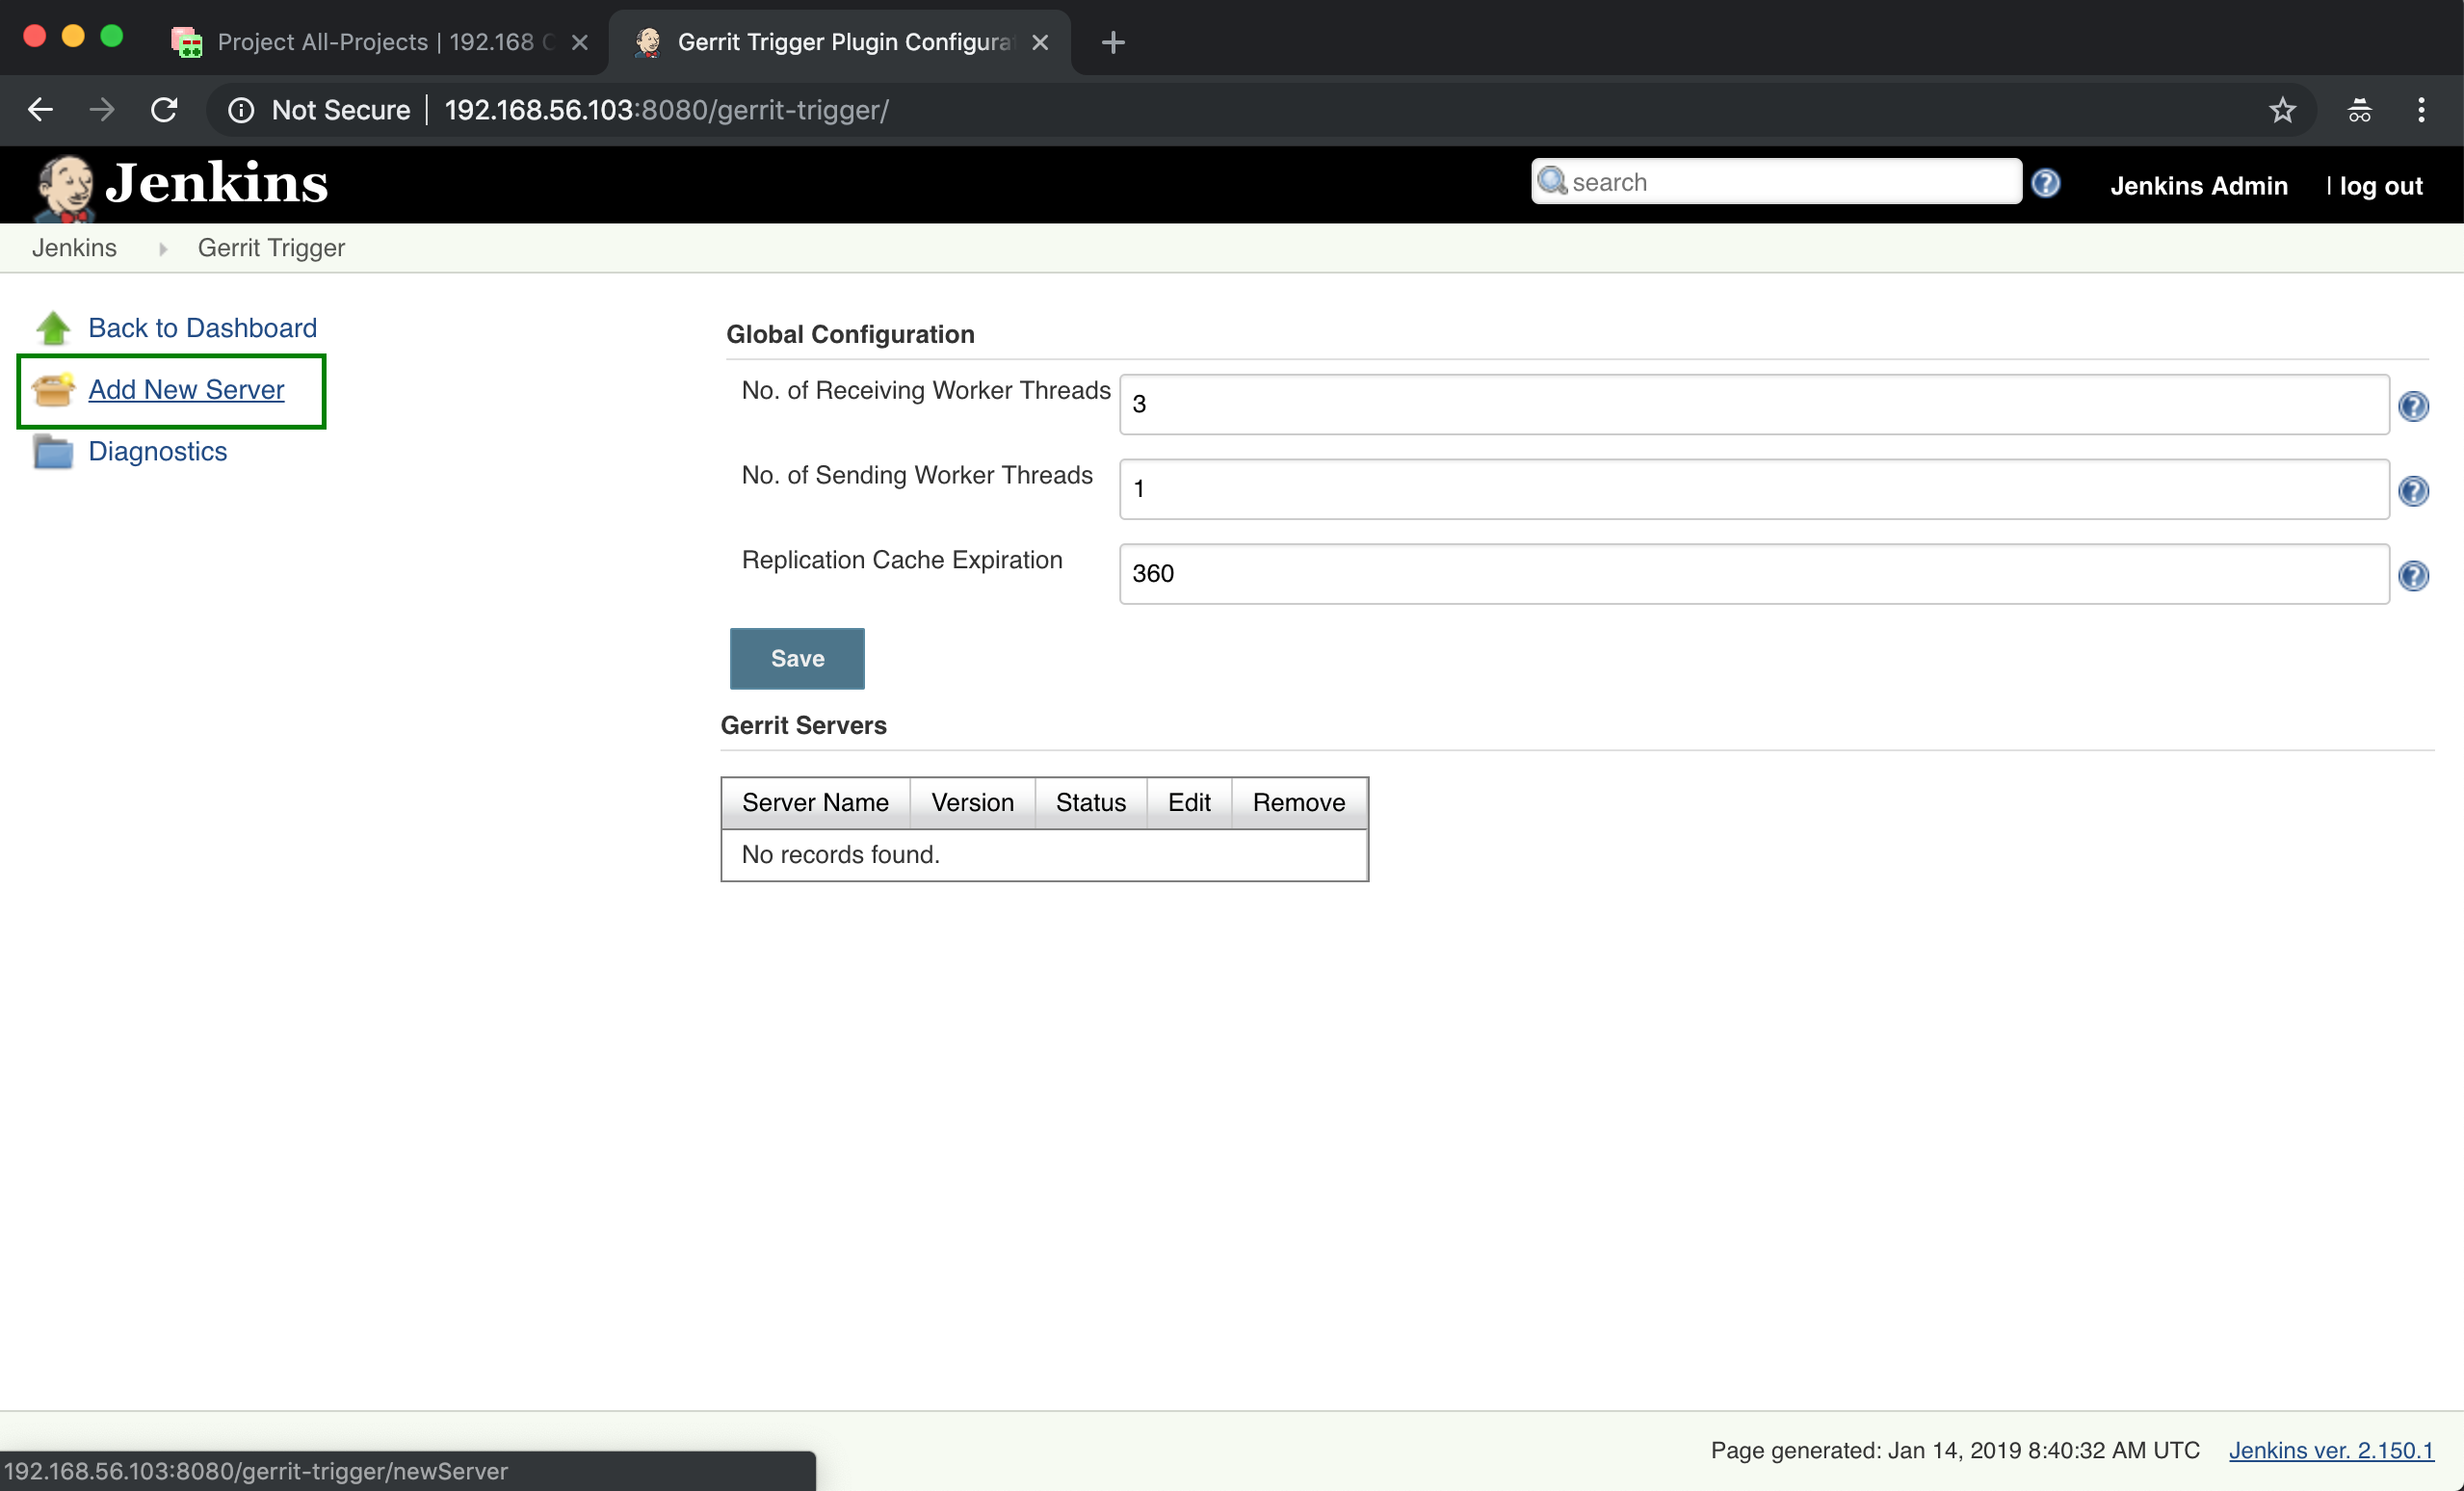 Project All-Projects | 192.168
Gerrit Trigger Plugin Configura
Not Secure | 192.168.56.103:8080/gerrit-trigger/
Jenkins
search
Jenkins Admin
| log out
Jenkins
Gerrit Trigger
Back to Dashboard
Add New Server
Diagnostics
Global Configuration
No. of Receiving Worker Threads
3
No. of Sending Worker Threads
1
Replication Cache Expiration
360
Save
Gerrit Servers
Server Name Version Status Edit Remove
No records found.
Page generated: Jan 14, 2019 8:40:32 AM UTC
Jenkins ver. 2.150.1
192.168.56.103:8080/gerrit-trigger/newServer